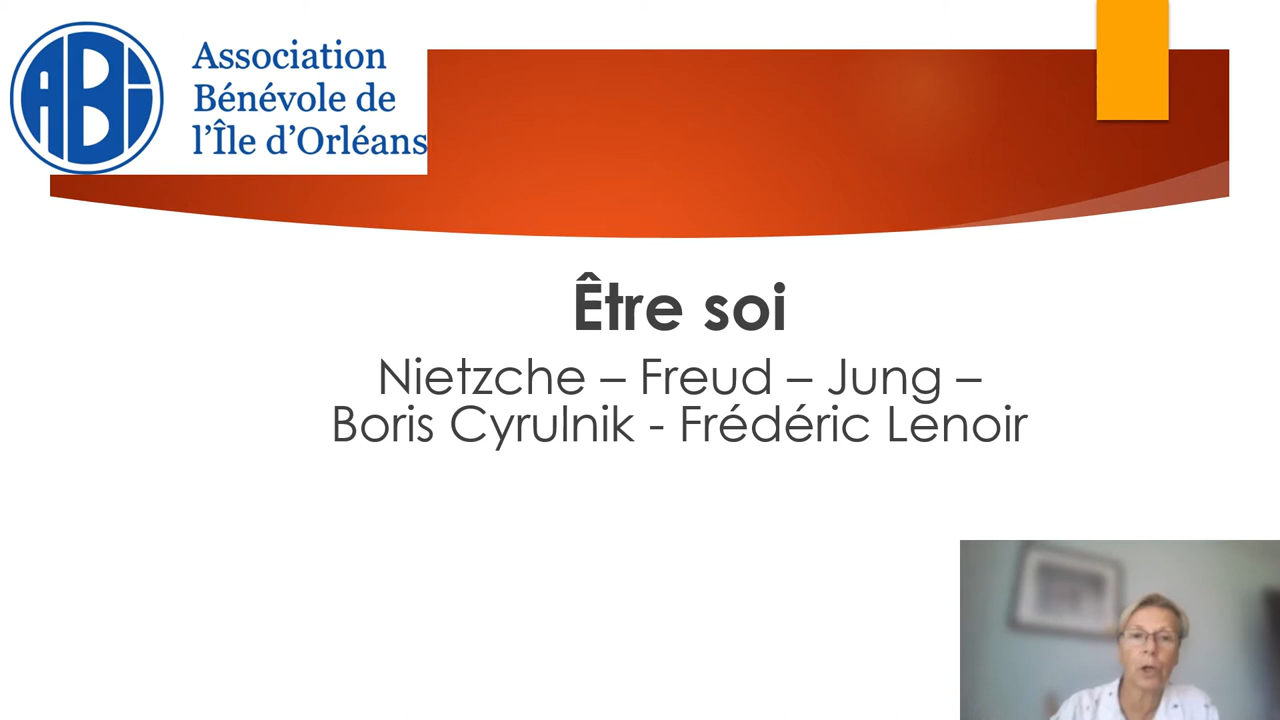 ABi
Association
Bénévole de
l'Île d'Orléans
Être soi
Nietzche – Freud – Jung –
Boris Cyrulnik - Frédéric Lenoir